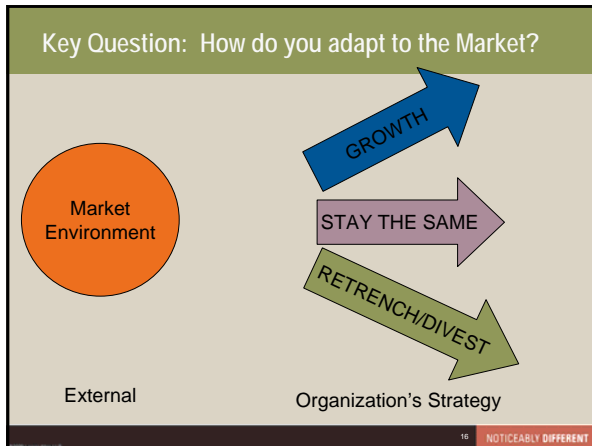 Key Question: How do you adapt to the Market?
GROWTH
Market
Environment
STAY THE SAME
RETRENCH/DIVEST
External
Organization's Strategy
16 NOTICEABLY DIFFERENT